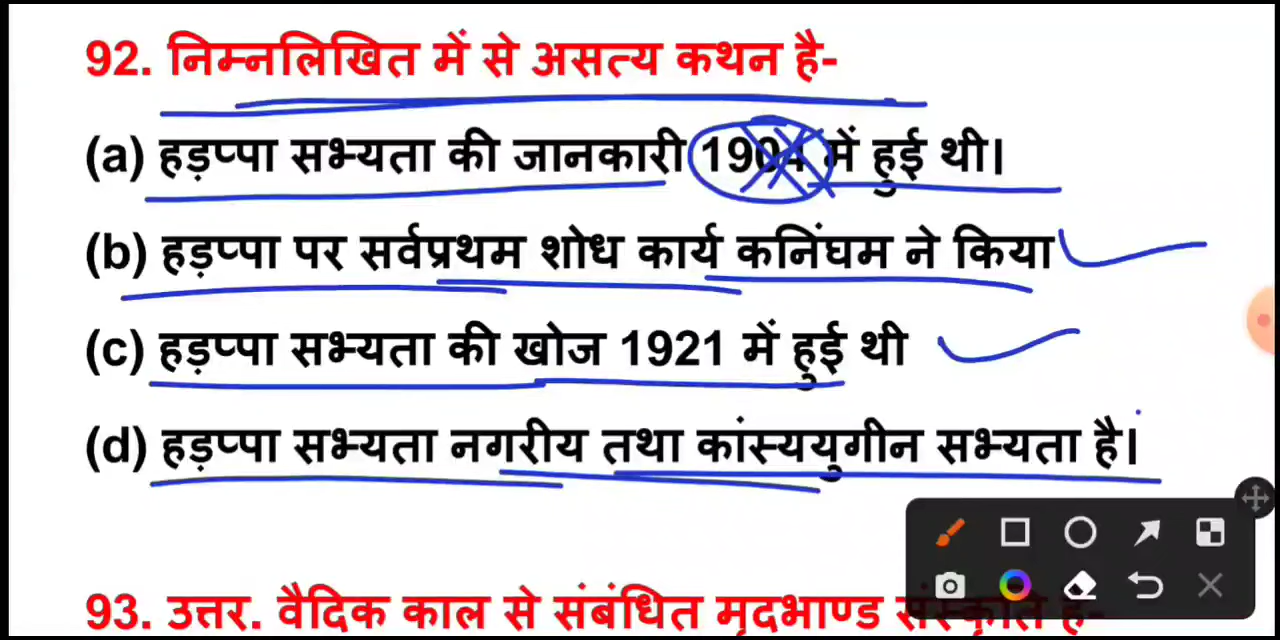 92. निम्नलिखित में से असत्य कथन है-
(a) हड़प्पा सभ्यता की जानकारी 1904 में हुई थी।
(b) हड़प्पा पर सर्वप्रथम शोध कार्य कनिंघम ने किया
(c) हड़प्पा सभ्यता की खोज 1921 में हुई थी
(d) हड़प्पा सभ्यता नगरीय तथा कांस्ययुगीन सभ्यता है।
93. उत्तर. वैदिक काल से संबंधित मृदभाण्ड संस्कृति है-